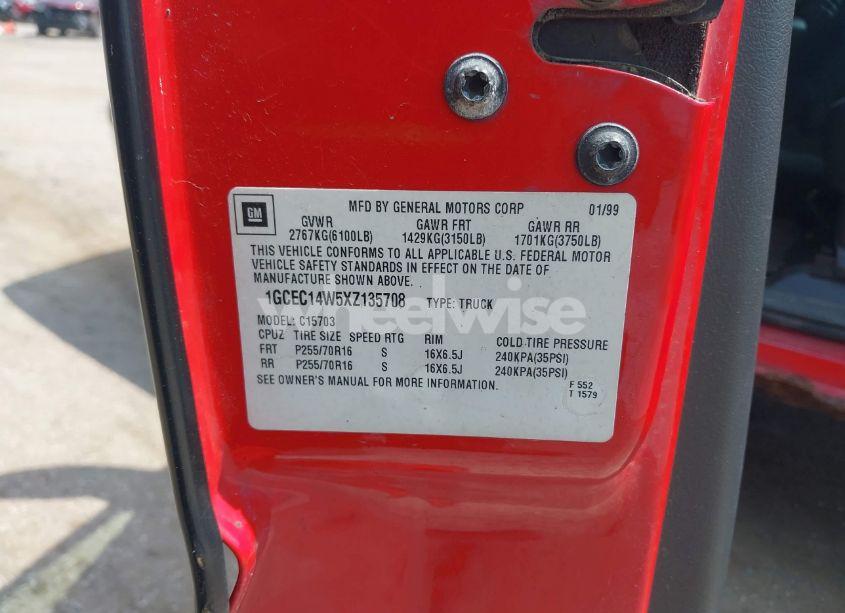 GM
MFD BY GENERAL MOTORS CORP 01/99
GVWR GAWR FRT GAWR RR
2767KG(6100LB) 1429KG(3150LB) 1701KG(3750LB)
THIS VEHICLE CONFORMS TO ALL APPLICABLE U.S. FEDERAL MOTOR
VEHICLE SAFETY STANDARDS IN EFFECT ON THE DATE OF
MANUFACTURE SHOWN ABOVE.
1GCEC14W5XZ135708 TYPE: TRUCK
wheelwise
MODEL: C15703
CPUZ TIRE SIZE SPEED RTG RIM COLD TIRE PRESSURE
FRT P255/70R16 S 16X6.5J 240KPA(35PSI)
RR P255/70R16 S 16X6.5J 240KPA(35PSI)
SEE OWNER'S MANUAL FOR MORE INFORMATION.
F 552
T 1579